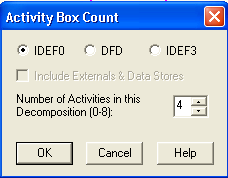 Activity Box Count
IDEF0 DFD IDEF3
Include Externals & Data Stores
Number of Activities in this
Decomposition (0-8):
4
OK Cancel Help